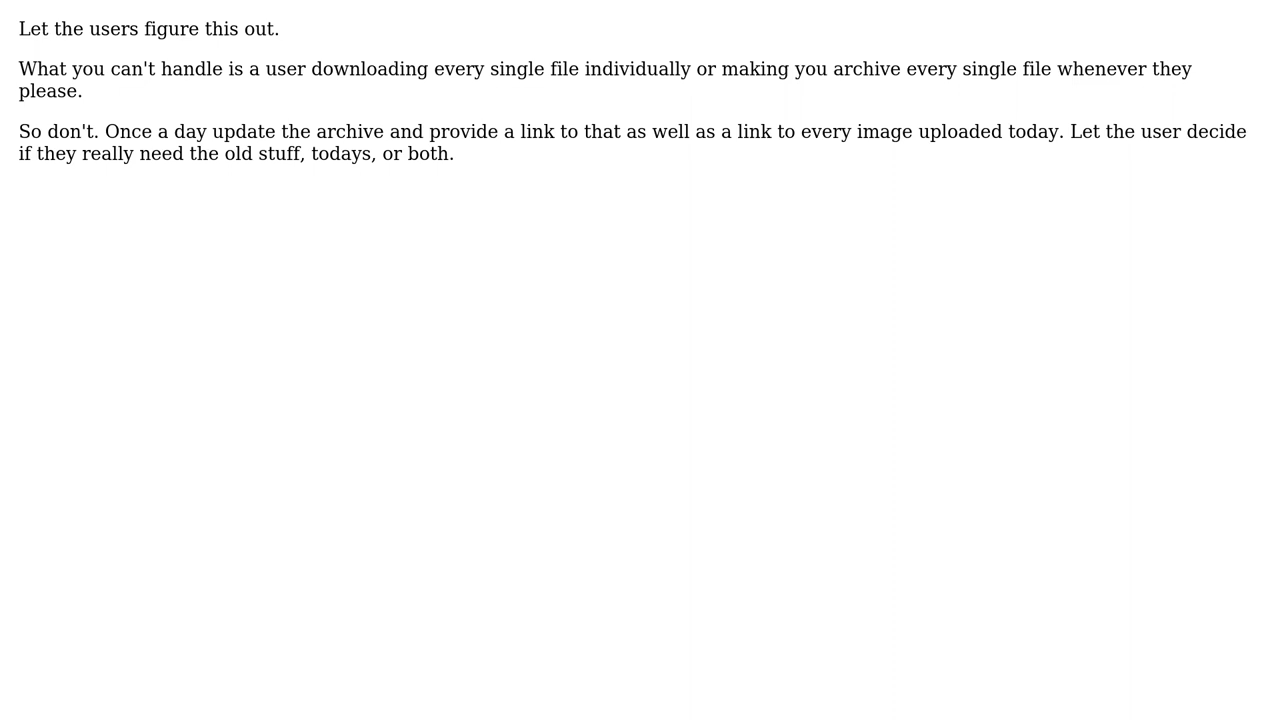 Let the users figure this out.
What you can't handle is a user downloading every single file individually or making you archive every single file whenever they
please.
So don't. Once a day update the archive and provide a link to that as well as a link to every image uploaded today. Let the user decide
if they really need the old stuff, todays, or both.